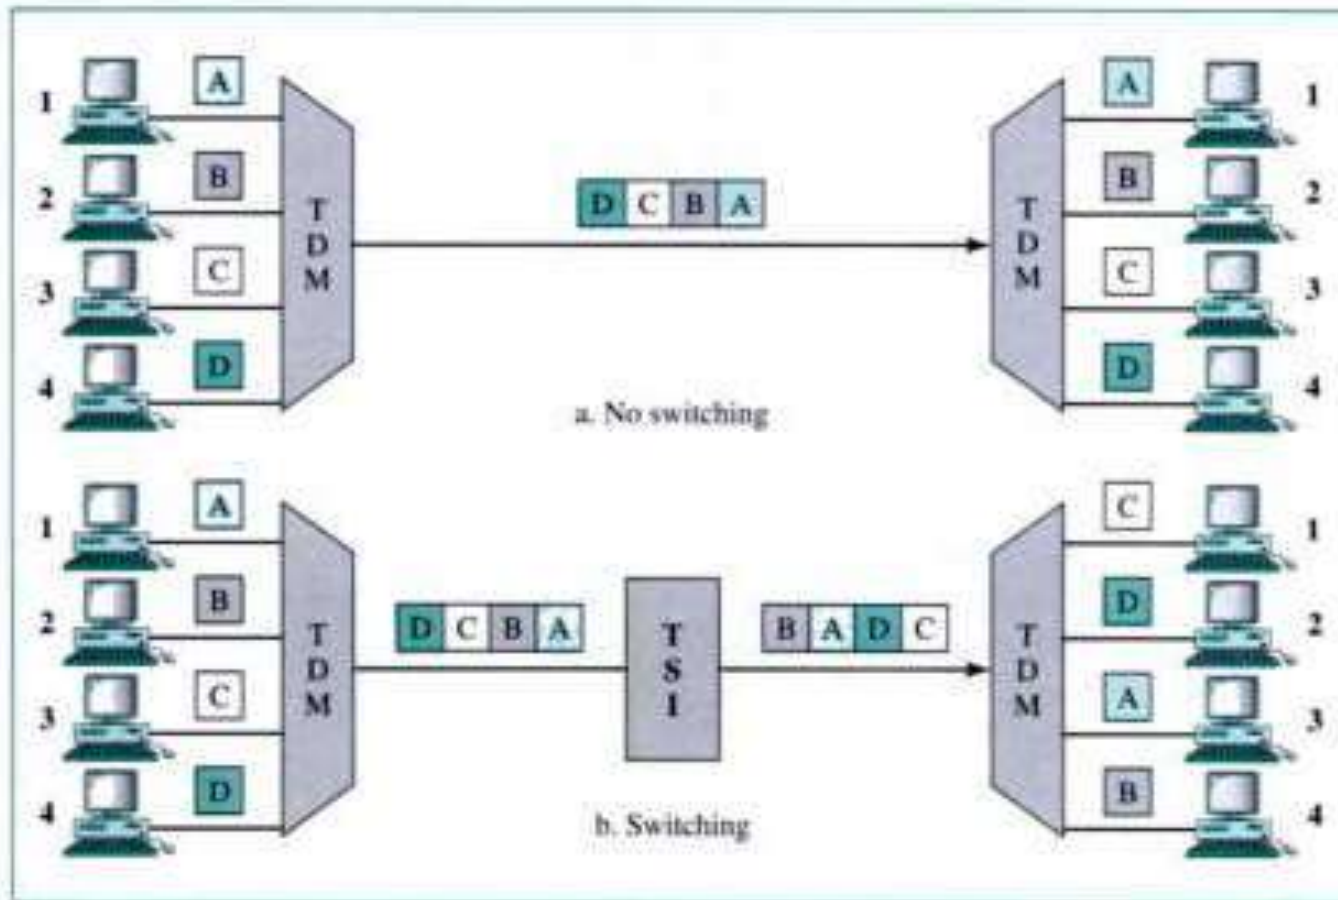 1 A A 1
2 B B 2
T D M
D C B A
T D M
3 C C 3
4 D D 4
a. No switching
1 A C 1
2 B D 2
T D M
D C B A
T S I
B A D C
T D M
3 C A 3
4 D B 4
b. Switching